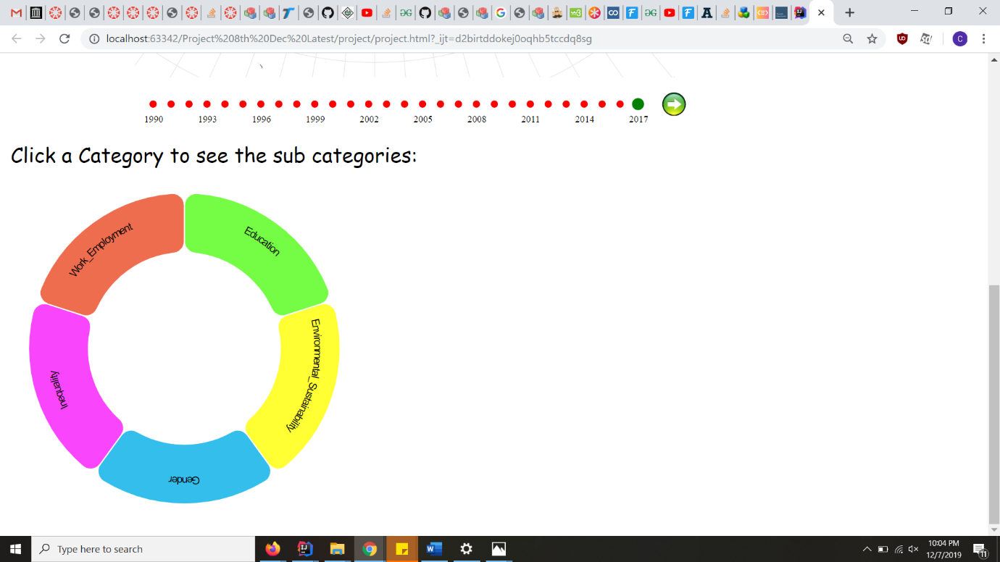 localhost:63342/Project%208th%20Dec%20Latest/project/project.html?_ijt=d2birtddokej0oqhb5tccdq8sg
1990 1993 1996 1999 2002 2005 2008 2011 2014 2017
Click a Category to see the sub categories:
Work_Employment
Education
Environmental_Sustainability
Inequality
Gender
Type here to search
10:04 PM
12/7/2019
11